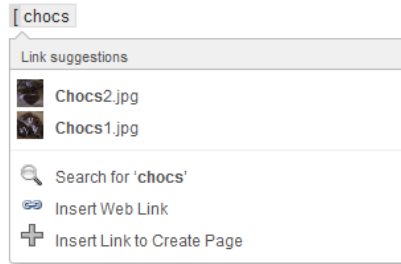 [ chocs
Link suggestions
Chocs2.jpg
Chocs1.jpg
Search for ‘chocs’
Insert Web Link
Insert Link to Create Page